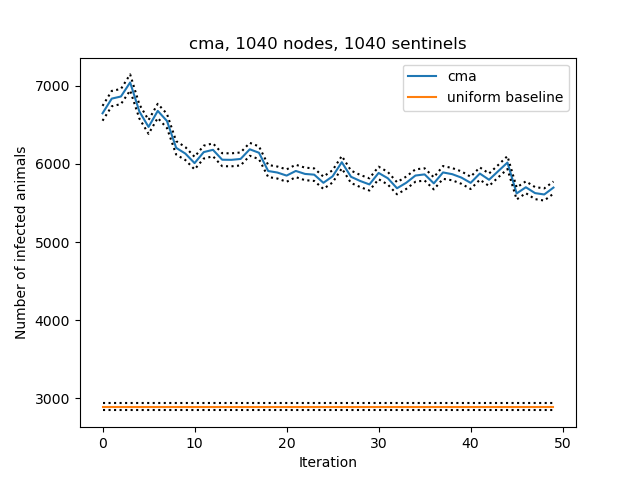 cma, 1040 nodes, 1040 sentinels
cma
uniform baseline
Number of infected animals
7000
6000
5000
4000
3000
0 10 20 30 40 50
Iteration